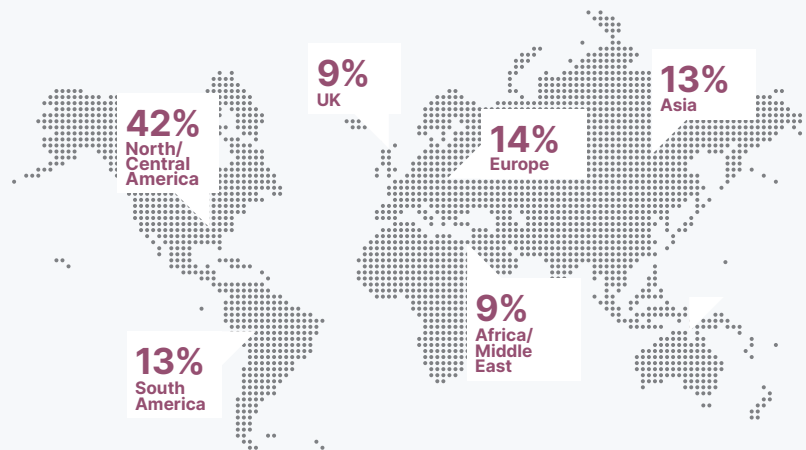 9%
UK
13%
Asia
42%
North/
Central
America
14%
Europe
9%
Africa/
Middle
East
13%
South
America